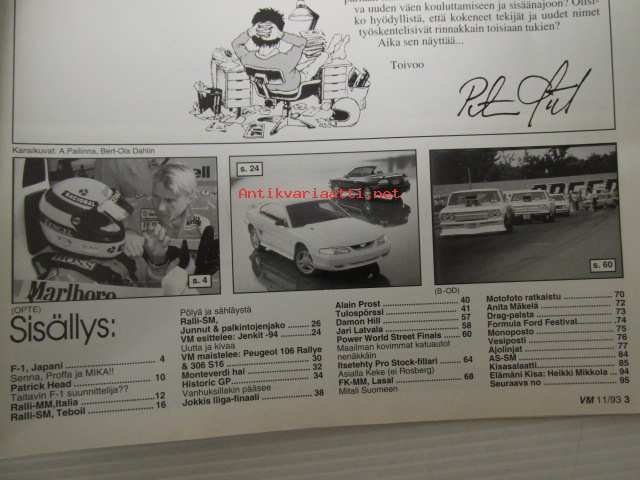 va uuden väen kouluttamiseen ja sisäänajoon? Olisi-
ko hyödyllistä, että kokeneet tekijät ja uudet nimet
työskentelisivät rinnakkain toisiaan tukien?
Aika sen näyttää...
Toivoo
Kansikuvat: A.Pailinna, Bert-Ola Dahlin
NACIONAL
BOSS
Marlboro
s. 4
s. 24
Antikvariaatti.net
s. 60
(OPTE)
(B-OD)
Sisällys:
F-1, Japani 4
Senna, Proffa ja MIKA!!
Patrick Head 10
Taitavin F-1 suunnittelija??
Ralli-MM,Italia 12
Ralli-SM, Teboil 16
Pölyä ja sähläystä
Ralli-SM,
Junnut & palkintojenjako 26
VM esittelee: Jenkit -94 24
Uutta ja kivaa
VM maistelee: Peugeot 106 Rallye
& 306 S16 30
Monteverdi hai 32
Historic GP 34
Vanhuksillakin pääsee
Jokkis liiga-finaali 38
Alain Prost 40
Tulospörssi 41
Damon Hill 57
Jari Latvala 58
Power World Street Finals 60
Maailman kovimmat katuautot
nenäkkäin
Itsetehty Pro Stock-fillari 64
Asialla Keke (ei Rosberg)
FK-MM, Lasal 68
Mitali Suomeen
Motofoto ratkaistu 70
Anita Mäkelä 72
Drag-palsta 73
Formula Ford Festival 74
Monoposto 75
Vesiposti 76
Ajolinjat 77
AS-SM 84
Kisasalaatti 85
Elämäni Kisa: Heikki Mikkola 94
Seuraava no 95
VM 11/93 3